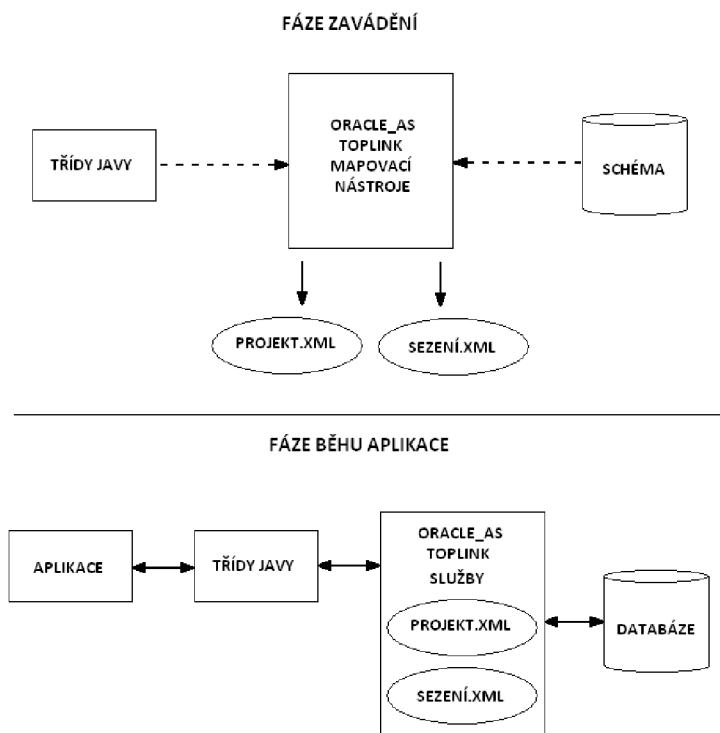 FÁZE ZAVÁDĚNÍ
TŘÍDY JAVY
ORACLE_AS
TOPLINK
MAPOVACÍ
NÁSTROJE
SCHÉMA
PROJEKT.XML
SEZENÍ.XML
FÁZE BĚHU APLIKACE
APLIKACE
TŘÍDY JAVY
ORACLE_AS
TOPLINK
SLUŽBY
PROJEKT.XML
SEZENÍ.XML
DATABÁZE